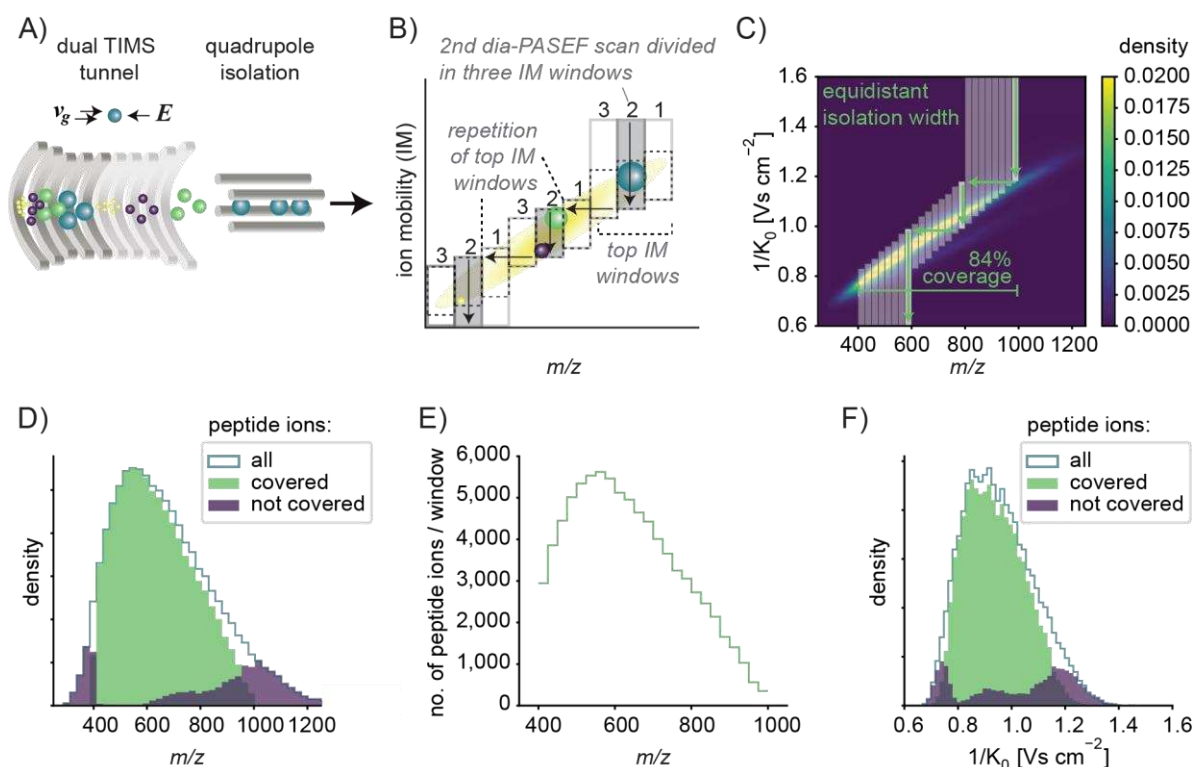 A)
dual TIMS
tunnel
quadrupole
isolation
v_g
E
B)
2nd dia-PASEF scan divided
in three IM windows
ion mobility (IM)
repetition
of top IM
windows
3 2 1
3 2 1
3 2 1
top IM
windows
m/z
C)
density
equidistant
isolation width
84%
coverage
1/K₀ [Vs cm⁻²]
1.6
1.4
1.2
1.0
0.8
0.6
400 600 800 1000 1200
m/z
0.0200
0.0175
0.0150
0.0125
0.0100
0.0075
0.0050
0.0025
0.0000
D)
peptide ions:
all
covered
not covered
density
400 600 800 1000 1200
m/z
E)
no. of peptide ions / window
6,000
5,000
4,000
3,000
2,000
1,000
0
400 600 800 1000
m/z
F)
peptide ions:
all
covered
not covered
density
0.6 0.8 1.0 1.2 1.4 1.6
1/K₀ [Vs cm⁻²]